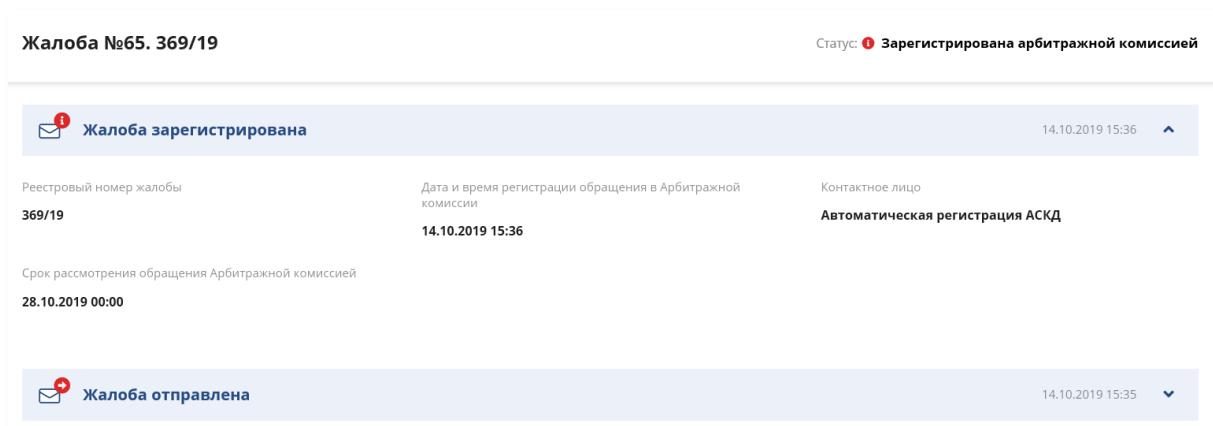 Жалоба №65. 369/19
Статус: Зарегистрирована арбитражной комиссией
Жалоба зарегистрирована
14.10.2019 15:36
Реестровый номер жалобы
369/19
Дата и время регистрации обращения в Арбитражной
комиссии
14.10.2019 15:36
Контактное лицо
Автоматическая регистрация АСКД
Срок рассмотрения обращения Арбитражной комиссией
28.10.2019 00:00
Жалоба отправлена
14.10.2019 15:35